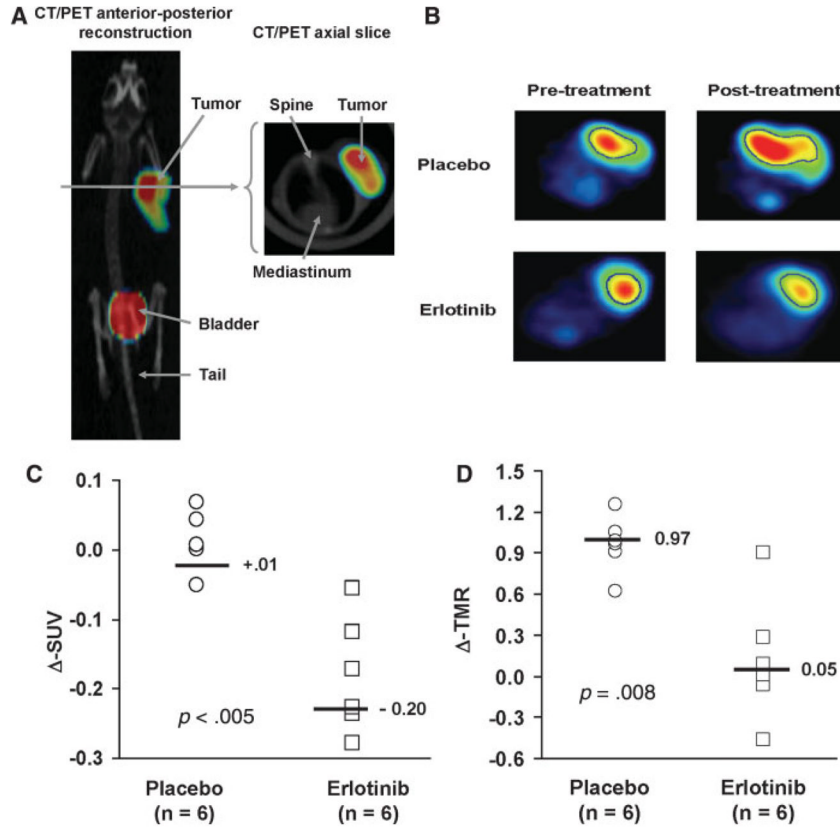 A
CT/PET anterior-posterior
reconstruction
CT/PET axial slice
Tumor
Spine
Tumor
Mediastinum
Bladder
Tail
B
Pre-treatment
Post-treatment
Placebo
Erlotinib
C
0.1
0.0
-0.1
-0.2
-0.3
Δ-SUV
+.01
- 0.20
p < .005
Placebo
(n = 6)
Erlotinib
(n = 6)
D
1.5
1.2
0.9
0.6
0.3
0.0
-0.3
-0.6
Δ-TMR
0.97
0.05
p = .008
Placebo
(n = 6)
Erlotinib
(n = 6)